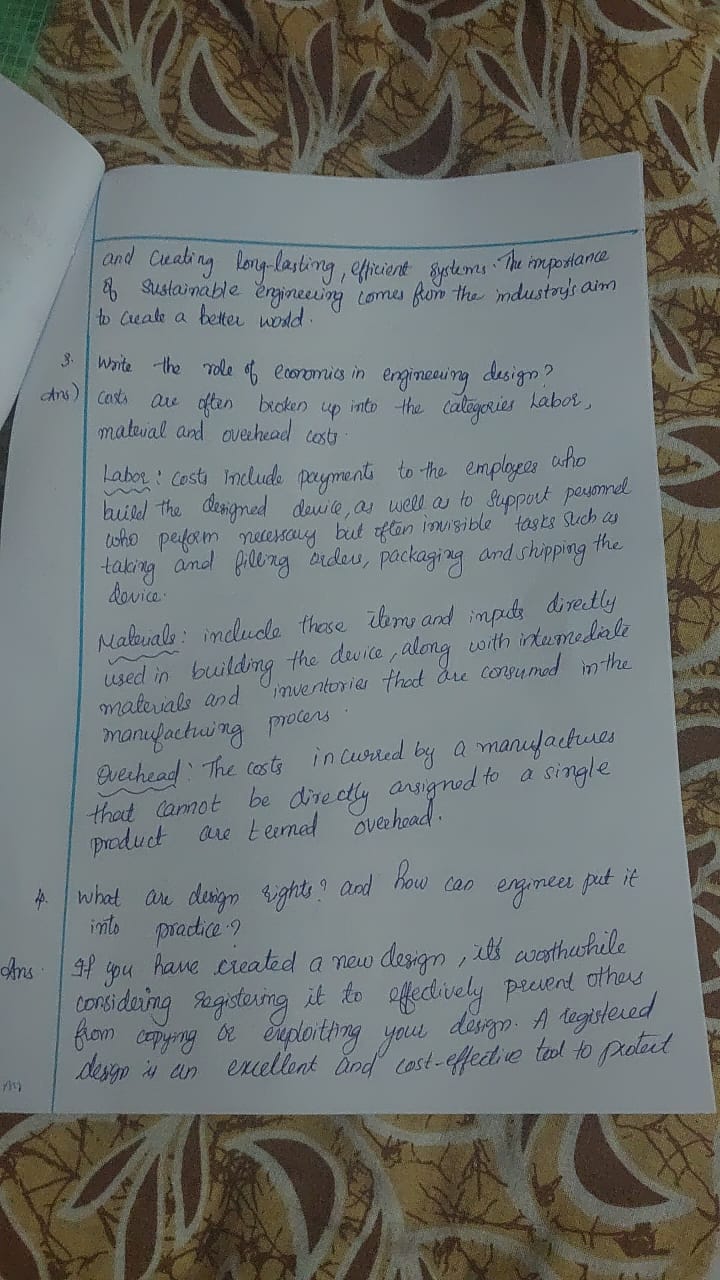 and Creating long-lasting, efficient systems. The importance
of Sustainable engineering comes from the industry's aim
to create a better world.
3. Write the role of economics in engineering design?
Ans) Costs are often broken up into the categories Labor,
material and overhead costs.
Labor: Costs Include payments to the employees who
build the designed device, as well as to support personnel
who perform necessary but often invisible tasks such as
taking and filling orders, packaging and shipping the
device.
Materials: include those items and inputs directly
used in building the device, along with intermediate
materials and inventories that are consumed in the
manufacturing process.
Overhead: The costs incurred by a manufactures
that cannot be directly assigned to a single
product are teemed overhead.
4. What are design rights? and how can engineer put it
into practice?
Ans. If you have created a new design, it's worthwhile
considering registering it to effectively prevent others
from copying or exploitting your design. A registered
design is an excellent and cost-effective tool to protect